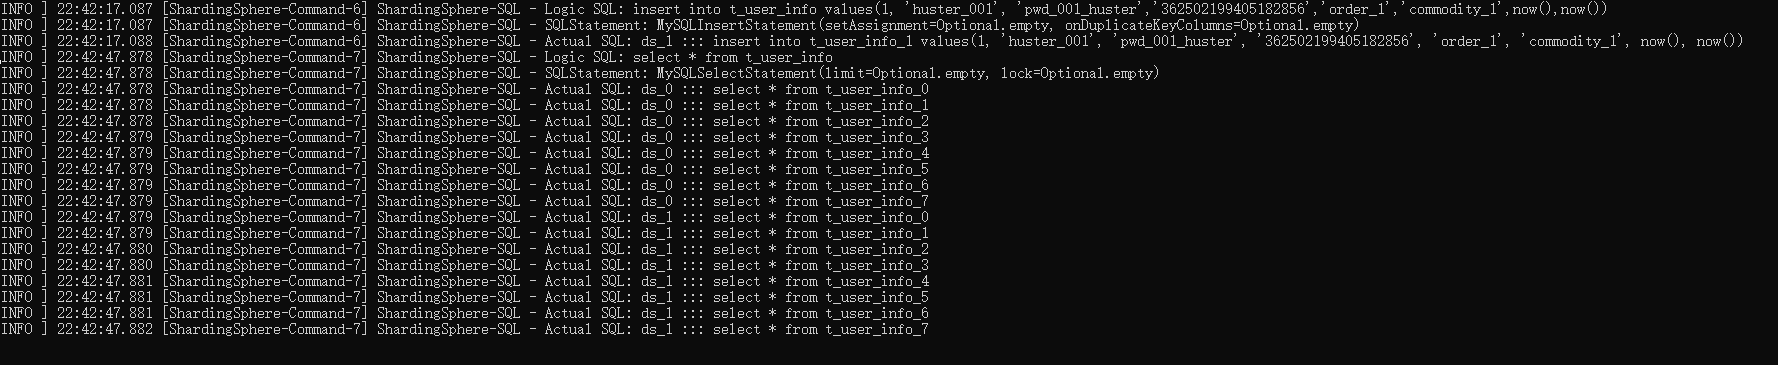 INFO ] 22:42:17.087 [ShardingSphere-Command-6] ShardingSphere-SQL - Logic SQL: insert into t_user_info values(1, 'huster_001', 'pwd_001_huster','362502199405182856','order_1','commodity_1',now(),now())
INFO ] 22:42:17.087 [ShardingSphere-Command-6] ShardingSphere-SQL - SQLStatement: MySQLInsertStatement(setAssignment=Optional.empty, onDuplicateKeyColumns=Optional.empty)
INFO ] 22:42:17.088 [ShardingSphere-Command-6] ShardingSphere-SQL - Actual SQL: ds_1 ::: insert into t_user_info_1 values(1, 'huster_001', 'pwd_001_huster', '362502199405182856', 'order_1', 'commodity_1', now(), now())
INFO ] 22:42:47.878 [ShardingSphere-Command-7] ShardingSphere-SQL - Logic SQL: select * from t_user_info
INFO ] 22:42:47.878 [ShardingSphere-Command-7] ShardingSphere-SQL - SQLStatement: MySQLSelectStatement(limit=Optional.empty, lock=Optional.empty)
INFO ] 22:42:47.878 [ShardingSphere-Command-7] ShardingSphere-SQL - Actual SQL: ds_0 ::: select * from t_user_info_0
INFO ] 22:42:47.878 [ShardingSphere-Command-7] ShardingSphere-SQL - Actual SQL: ds_0 ::: select * from t_user_info_1
INFO ] 22:42:47.878 [ShardingSphere-Command-7] ShardingSphere-SQL - Actual SQL: ds_0 ::: select * from t_user_info_2
INFO ] 22:42:47.879 [ShardingSphere-Command-7] ShardingSphere-SQL - Actual SQL: ds_0 ::: select * from t_user_info_3
INFO ] 22:42:47.879 [ShardingSphere-Command-7] ShardingSphere-SQL - Actual SQL: ds_0 ::: select * from t_user_info_4
INFO ] 22:42:47.879 [ShardingSphere-Command-7] ShardingSphere-SQL - Actual SQL: ds_0 ::: select * from t_user_info_5
INFO ] 22:42:47.879 [ShardingSphere-Command-7] ShardingSphere-SQL - Actual SQL: ds_0 ::: select * from t_user_info_6
INFO ] 22:42:47.879 [ShardingSphere-Command-7] ShardingSphere-SQL - Actual SQL: ds_0 ::: select * from t_user_info_7
INFO ] 22:42:47.879 [ShardingSphere-Command-7] ShardingSphere-SQL - Actual SQL: ds_1 ::: select * from t_user_info_0
INFO ] 22:42:47.879 [ShardingSphere-Command-7] ShardingSphere-SQL - Actual SQL: ds_1 ::: select * from t_user_info_1
INFO ] 22:42:47.880 [ShardingSphere-Command-7] ShardingSphere-SQL - Actual SQL: ds_1 ::: select * from t_user_info_2
INFO ] 22:42:47.880 [ShardingSphere-Command-7] ShardingSphere-SQL - Actual SQL: ds_1 ::: select * from t_user_info_3
INFO ] 22:42:47.881 [ShardingSphere-Command-7] ShardingSphere-SQL - Actual SQL: ds_1 ::: select * from t_user_info_4
INFO ] 22:42:47.881 [ShardingSphere-Command-7] ShardingSphere-SQL - Actual SQL: ds_1 ::: select * from t_user_info_5
INFO ] 22:42:47.881 [ShardingSphere-Command-7] ShardingSphere-SQL - Actual SQL: ds_1 ::: select * from t_user_info_6
INFO ] 22:42:47.882 [ShardingSphere-Command-7] ShardingSphere-SQL - Actual SQL: ds_1 ::: select * from t_user_info_7